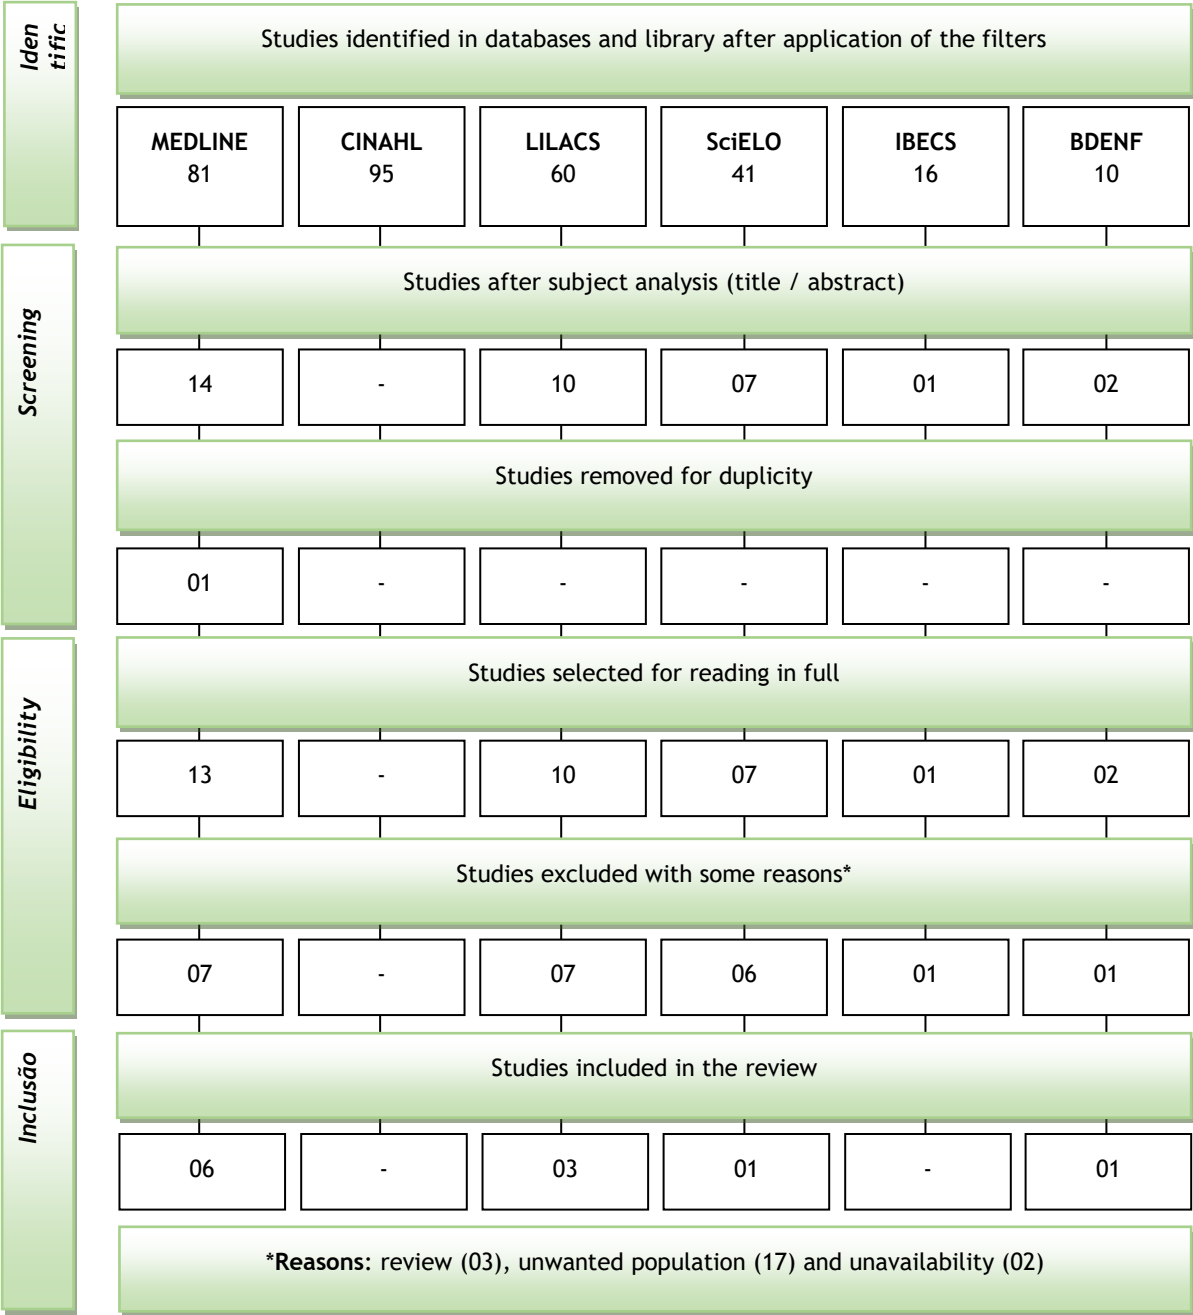 Iden
tific
Studies identified in databases and library after application of the filters
MEDLINE
81
CINAHL
95
LILACS
60
SciELO
41
IBECS
16
BDENF
10
Screening
Studies after subject analysis (title / abstract)
14
-
10
07
01
02
Studies removed for duplicity
01
-
-
-
-
-
Eligibility
Studies selected for reading in full
13
-
10
07
01
02
Studies excluded with some reasons*
07
-
07
06
01
01
Inclusão
Studies included in the review
06
-
03
01
-
01
*Reasons: review (03), unwanted population (17) and unavailability (02)